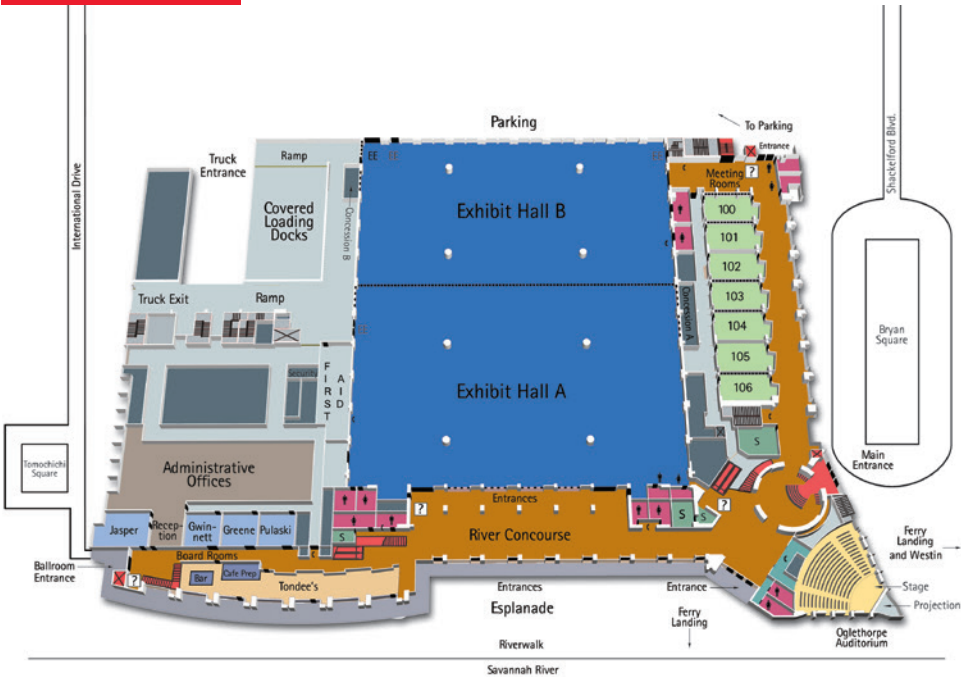 Parking
To Parking
Entrance
Truck
Entrance
Ramp
EE
EE
EE
Meeting
Rooms
?
International Drive
Shackelford Blvd.
Covered
Loading
Docks
Concession B
Exhibit Hall B
100
101
102
103
104
105
106
Truck Exit
Ramp
EE
Concession A
Bryan
Square
Security
FIRST
AID
Exhibit Hall A
S
Main
Entrance
Tomochichi
Square
Administrative
Offices
Entrances
?
?
S
S
S
River Concourse
Jasper
Recep-
tion
Gwin-
nett
Greene
Pulaski
Board Rooms
Ferry
Landing
and Westin
Ballroom
Entrance
?
Bar
Cafe Prep
Tondee's
Entrances
Entrance
Stage
Esplanade
Projection
Ferry
Landing
Oglethorpe
Auditorium
Riverwalk
Savannah River